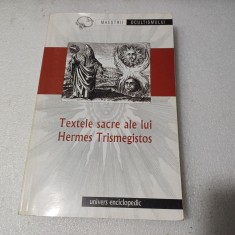 MAEȘTRII OCULTISMULUI
Textele sacre ale lui
Hermes Trismegistos
univers enciclopedic